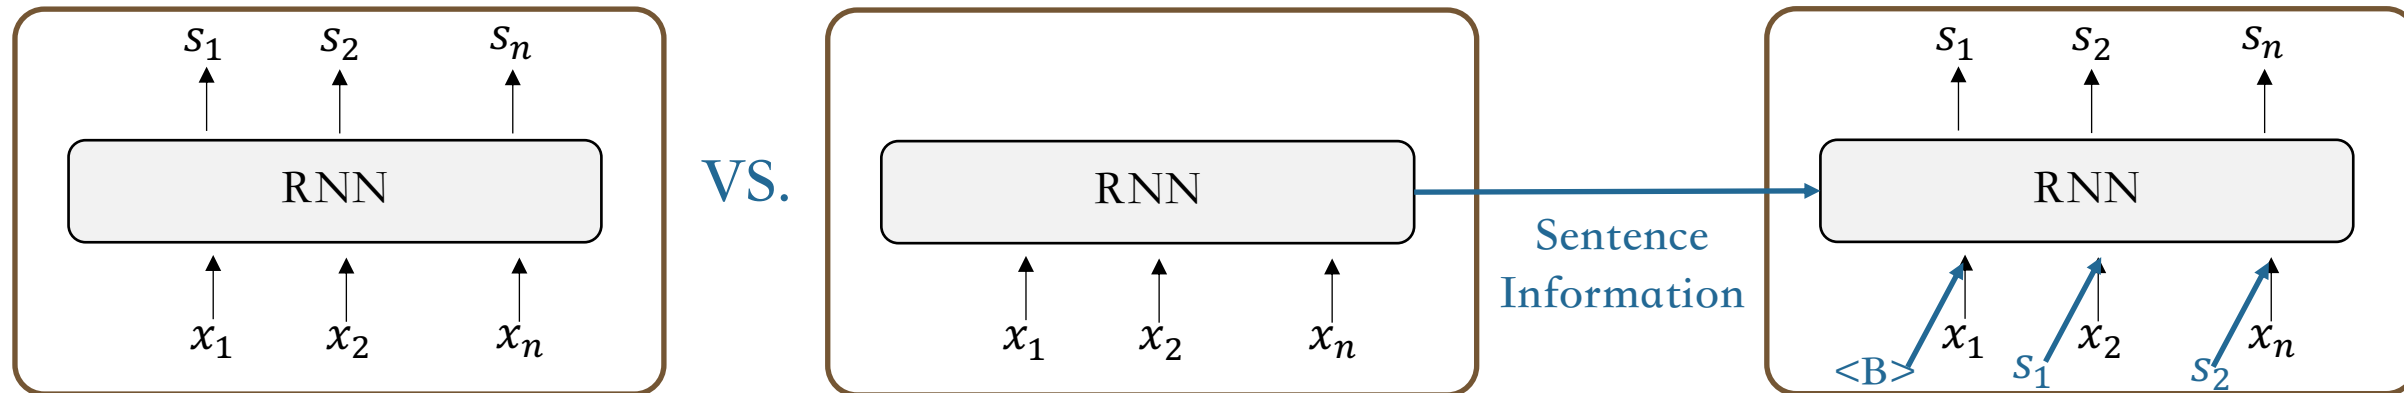 s₁ s₂ sₙ
RNN
x₁ x₂ xₙ
VS.
RNN
x₁ x₂ xₙ
Sentence
Information
s₁ s₂ sₙ
RNN
x₁ x₂ xₙ
<B> s₁ s₂